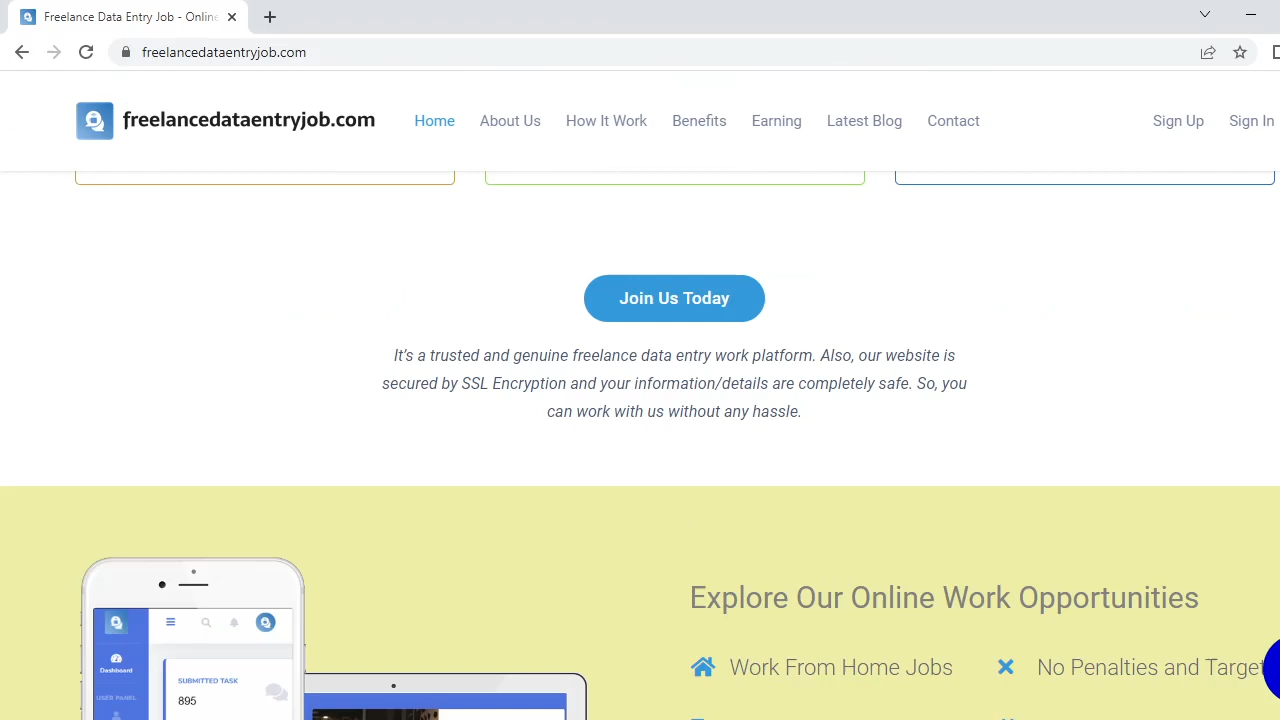 Freelance Data Entry Job - Online
freelancedataentryjob.com
freelancedataentryjob.com
Home
About Us
How It Work
Benefits
Earning
Latest Blog
Contact
Sign Up
Sign In
Join Us Today
It's a trusted and genuine freelance data entry work platform. Also, our website is
secured by SSL Encryption and your information/details are completely safe. So, you
can work with us without any hassle.
Explore Our Online Work Opportunities
Work From Home Jobs
No Penalties and Target
Dashboard
USER PANEL
SUBMITTED TASK
895